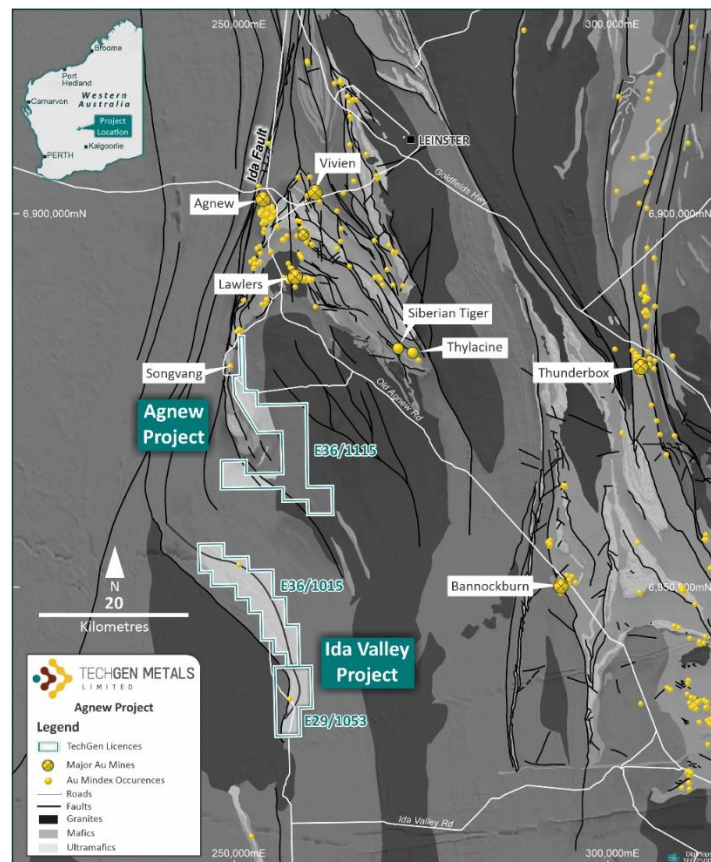 250,000mE
300,000mE
Broome
Port
Hedland
Western
Australia
Carnarvon
Project
Location
PERTH
Kalgoorlie
Ida Fault
LEINSTER
Goldfields Hwy
Vivien
Agnew
6,900,000mN
6,900,000mN
Lawlers
Siberian Tiger
Thylacine
Songvang
Thunderbox
Old Agnew Rd
Agnew
Project
E36/1115
E36/1015
N
20
Kilometres
Bannockburn
6,850,000mN
Ida Valley
Project
E29/1053
TECHGEN METALS
LIMITED
Agnew Project
Legend
TechGen Licences
Major Au Mines
Au Mindex Occurences
Roads
Faults
Granites
Mafics
Ultramafics
Ida Valley Rd
250,000mE
300,000mE